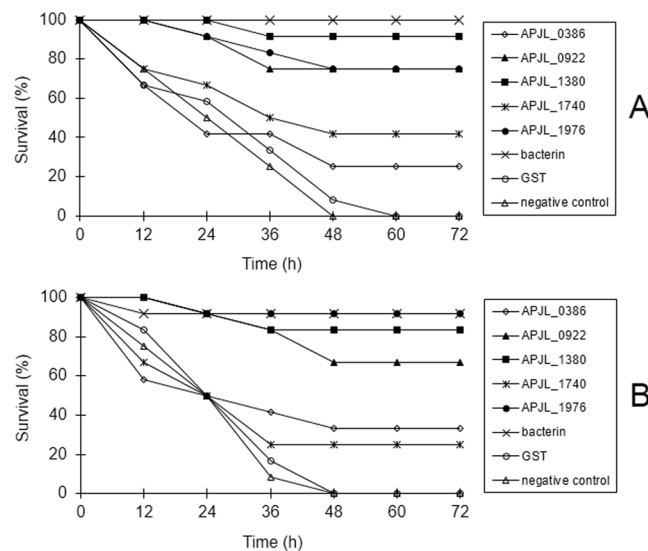 100
80
60
40
20
0
Survival (%)
0 12 24 36 48 60 72
Time (h)
APJL_0386
APJL_0922
APJL_1380
APJL_1740
APJL_1976
bacterin
GST
negative control
A
100
80
60
40
20
0
Survival (%)
0 12 24 36 48 60 72
Time (h)
APJL_0386
APJL_0922
APJL_1380
APJL_1740
APJL_1976
bacterin
GST
negative control
B